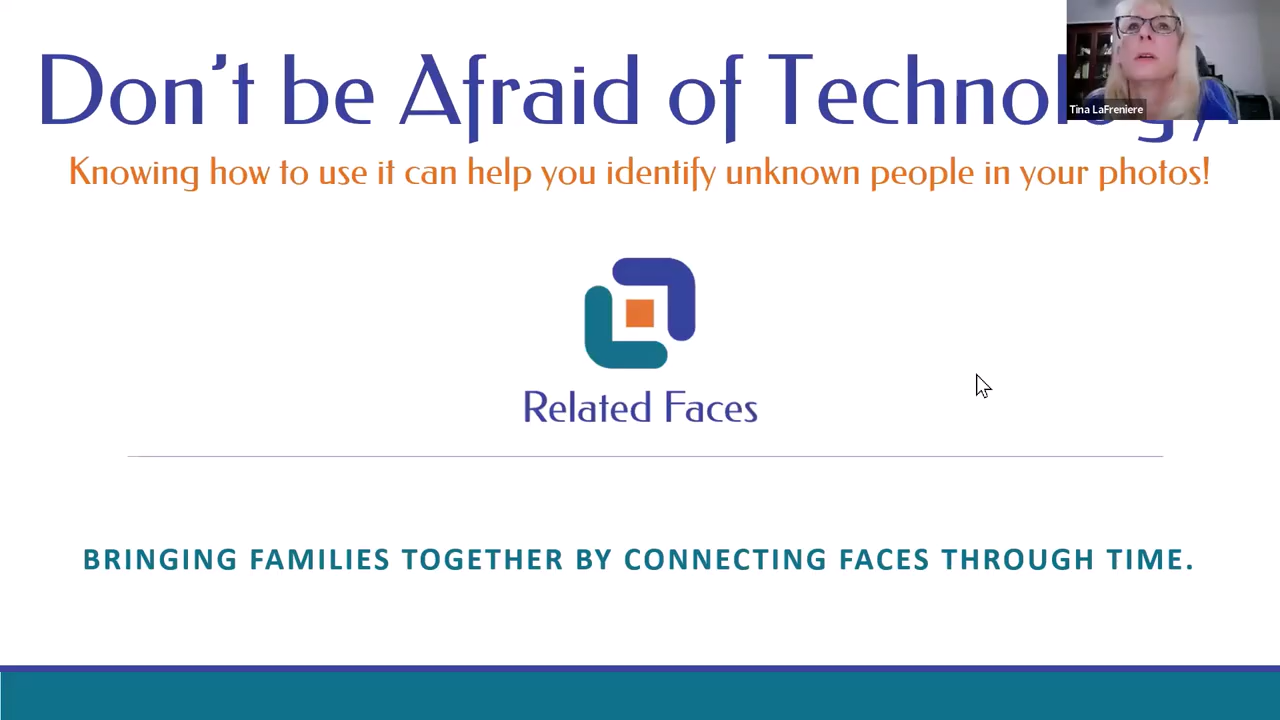 Don't be Afraid of Technology
Tina LaFreniere
Knowing how to use it can help you identify unknown people in your photos!
Related Faces
BRINGING FAMILIES TOGETHER BY CONNECTING FACES THROUGH TIME.